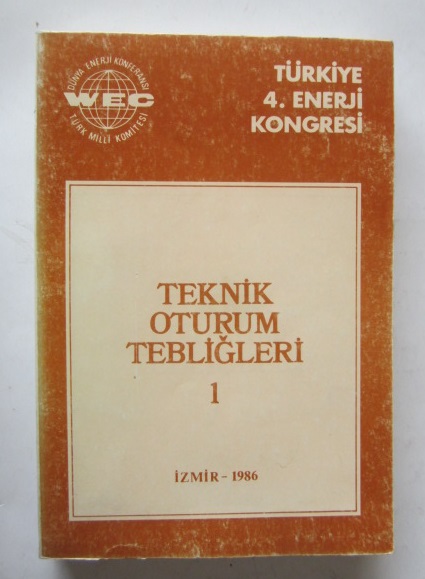 DÜNYA ENERJİ KONFERANSI
WEC
TÜRK MİLLİ KOMİTESİ
TÜRKİYE
4. ENERJİ
KONGRESİ
TEKNİK
OTURUM
TEBLİĞLERİ
1
İZMİR - 1986